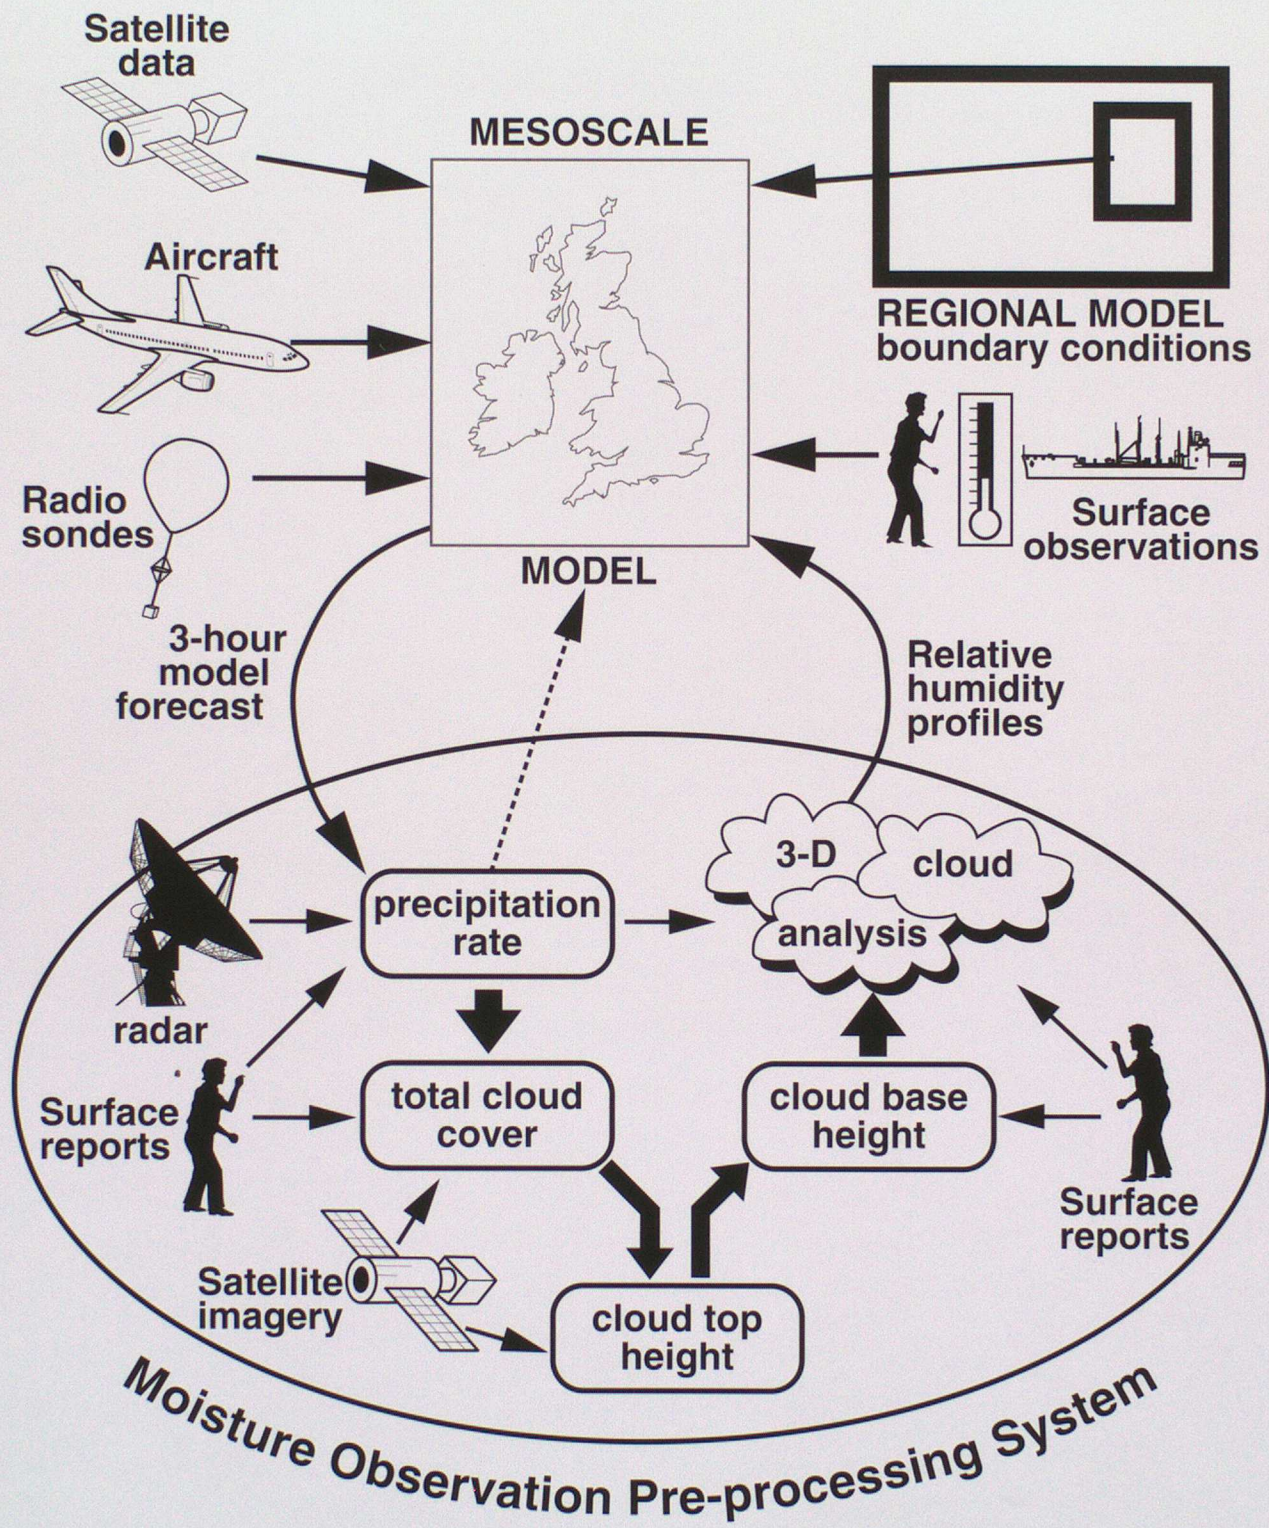 Satellite
data
MESOSCALE
Aircraft
REGIONAL MODEL
boundary conditions
Radio
sondes
Surface
observations
MODEL
3-hour
model
forecast
Relative
humidity
profiles
3-D
cloud
analysis
precipitation
rate
radar
Surface
reports
total cloud
cover
cloud base
height
Surface
reports
Satellite
imagery
cloud top
height
Moisture Observation Pre-processing System